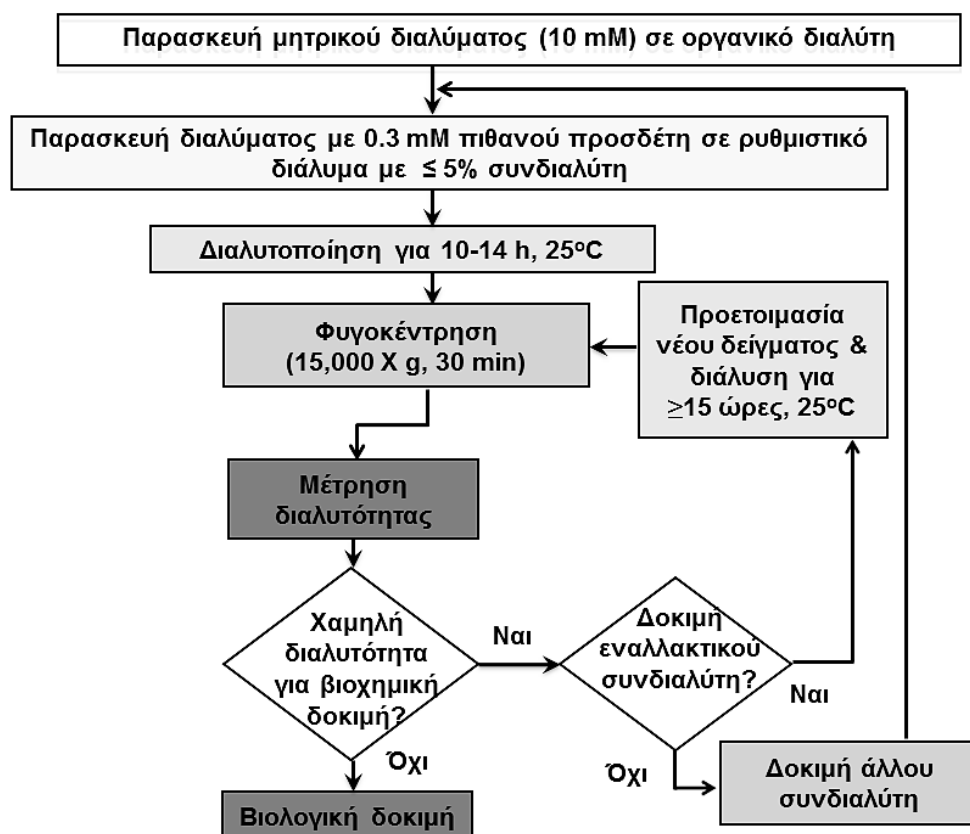 Παρασκευή μητρικού διαλύματος (10 mM) σε οργανικό διαλύτη
Παρασκευή διαλύματος με 0.3 mM πιθανού προσδέτη σε ρυθμιστικό
διάλυμα με ≤ 5% συνδιαλύτη
Διαλυτοποίηση για 10-14 h, 25°C
Φυγοκέντρηση
(15,000 X g, 30 min)
Προετοιμασία
νέου δείγματος &
διάλυση για
≥15 ώρες, 25°C
Μέτρηση
διαλυτότητας
Χαμηλή
διαλυτότητα
για βιοχημική
δοκιμή?
Ναι
Δοκιμή
εναλλακτικού
συνδιαλύτη?
Ναι
Όχι
Όχι
Δοκιμή άλλου
συνδιαλύτη
Βιολογική δοκιμή